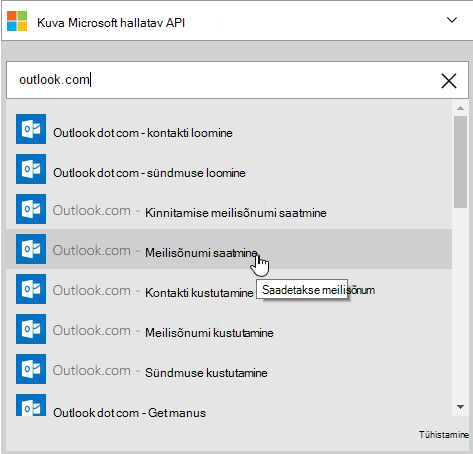 Kuva Microsoft hallatav API
outlook.com
Outlook dot com - kontakti loomine
Outlook dot com - sündmuse loomine
Outlook.com - Kinnitamise meilisõnumi saatmine
Outlook.com - Meilisõnumi saatmine
Outlook.com - Kontakti kustutamine
Saadetakse meilisõnum
Outlook.com - Meilisõnumi kustutamine
Outlook.com - Sündmuse kustutamine
Outlook dot com - Get manus
Tühistamine